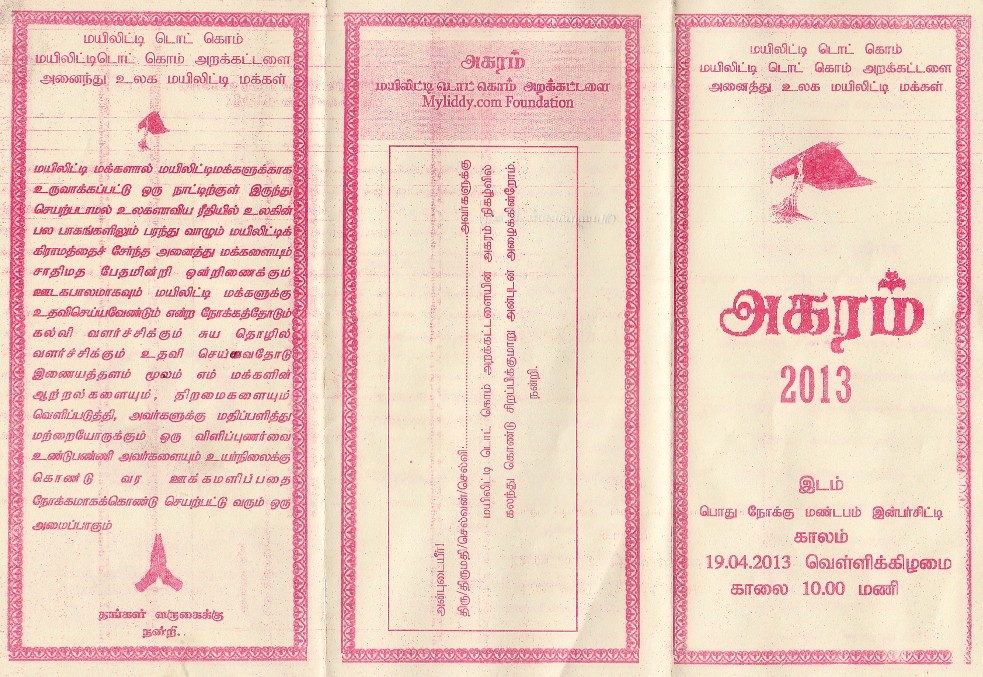 மயிலிட்டி டொட் கொம்
மயிலிட்டிடொட் கொம் அறக்கட்டளை
அனைந்து உலக மயிலிட்டி மக்கள்
மயிலிட்டி மக்களால் மயிலிட்டிமக்களுக்காக
உருவாக்கப்பட்டு ஒரு நாட்டிற்குள் இருந்து
செயற்படாமல் உலகளாவிய ரீதியில் உலகின்
பல பாகங்களிலும் பரந்து வாழும் மயிலிட்டிக்
கிராமத்தைச் சேர்ந்த அனைத்து மக்களையும்
சாதிமத பேதமின்றி ஒன்றிணைக்கும்
ஊடகபாலமாகவும் மயிலிட்டி மக்களுக்கு
உதவிசெய்யவேண்டும் என்ற நோக்கத்தோடும்
கல்வி வளர்ச்சிக்கும் சுய தொழில்
வளர்ச்சிக்கும் உதவி செய்வதோடு
இணையத்தளம் மூலம் எம் மக்களின்
ஆற்றல்களையும், திறமைகளையும்
வெளிப்படுத்தி, அவர்களுக்கு மதிப்பளித்து
மற்றையோருக்கும் ஒரு விளிப்புணர்வை
உண்டுபண்ணி அவர்களையும் உயர்நிலைக்கு
கொண்டு வர ஊக்கமளிப்பதை
நோக்கமாகக்கொண்டு செயற்பட்டு வரும் ஒரு
அமைப்பாகும்
தாங்கள் வருகைக்கு
நன்றி.
அகரம்
மயிலிட்டி டொட் கொம் அறக்கட்டளை
Myliddy.com Foundation
அன்புடையீர்!
திரு/திருமதி/செல்வன்/செல்வி:..............................அவர்களுக்கு
மயிலிட்டி டொட் கொம் அறக்கட்டளையின் அகரம் நிகழ்வில்
கலந்து கொண்டு சிறப்பிக்குமாறு அன்புடன் அழைக்கின்றோம்.
நன்றி.
மயிலிட்டி டொட் கொம்
மயிலிட்டி டொட் கொம் அறக்கட்டளை
அனைத்து உலக மயிலிட்டி மக்கள்
அகரம்
2013
இடம்
பொது நோக்கு மண்டபம் இன்பர்சிட்டி
காலம்
19.04.2013 வெள்ளிக்கிழமை
காலை 10.00 மணி